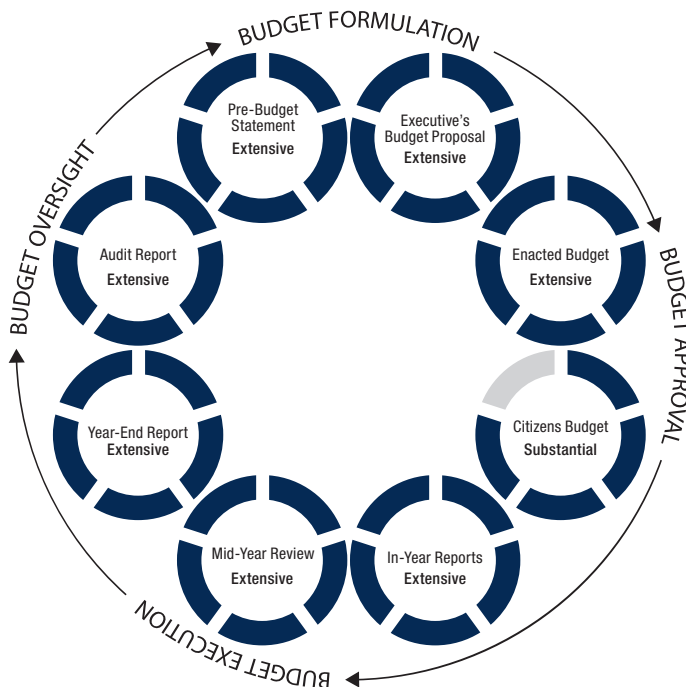 BUDGET FORMULATION
Pre-Budget
Statement
Extensive
Executive's
Budget Proposal
Extensive
Enacted Budget
Extensive
BUDGET APPROVAL
Citizens Budget
Substantial
In-Year Reports
Extensive
Mid-Year Review
Extensive
BUDGET EXECUTION
Year-End Report
Extensive
Audit Report
Extensive
BUDGET OVERSIGHT